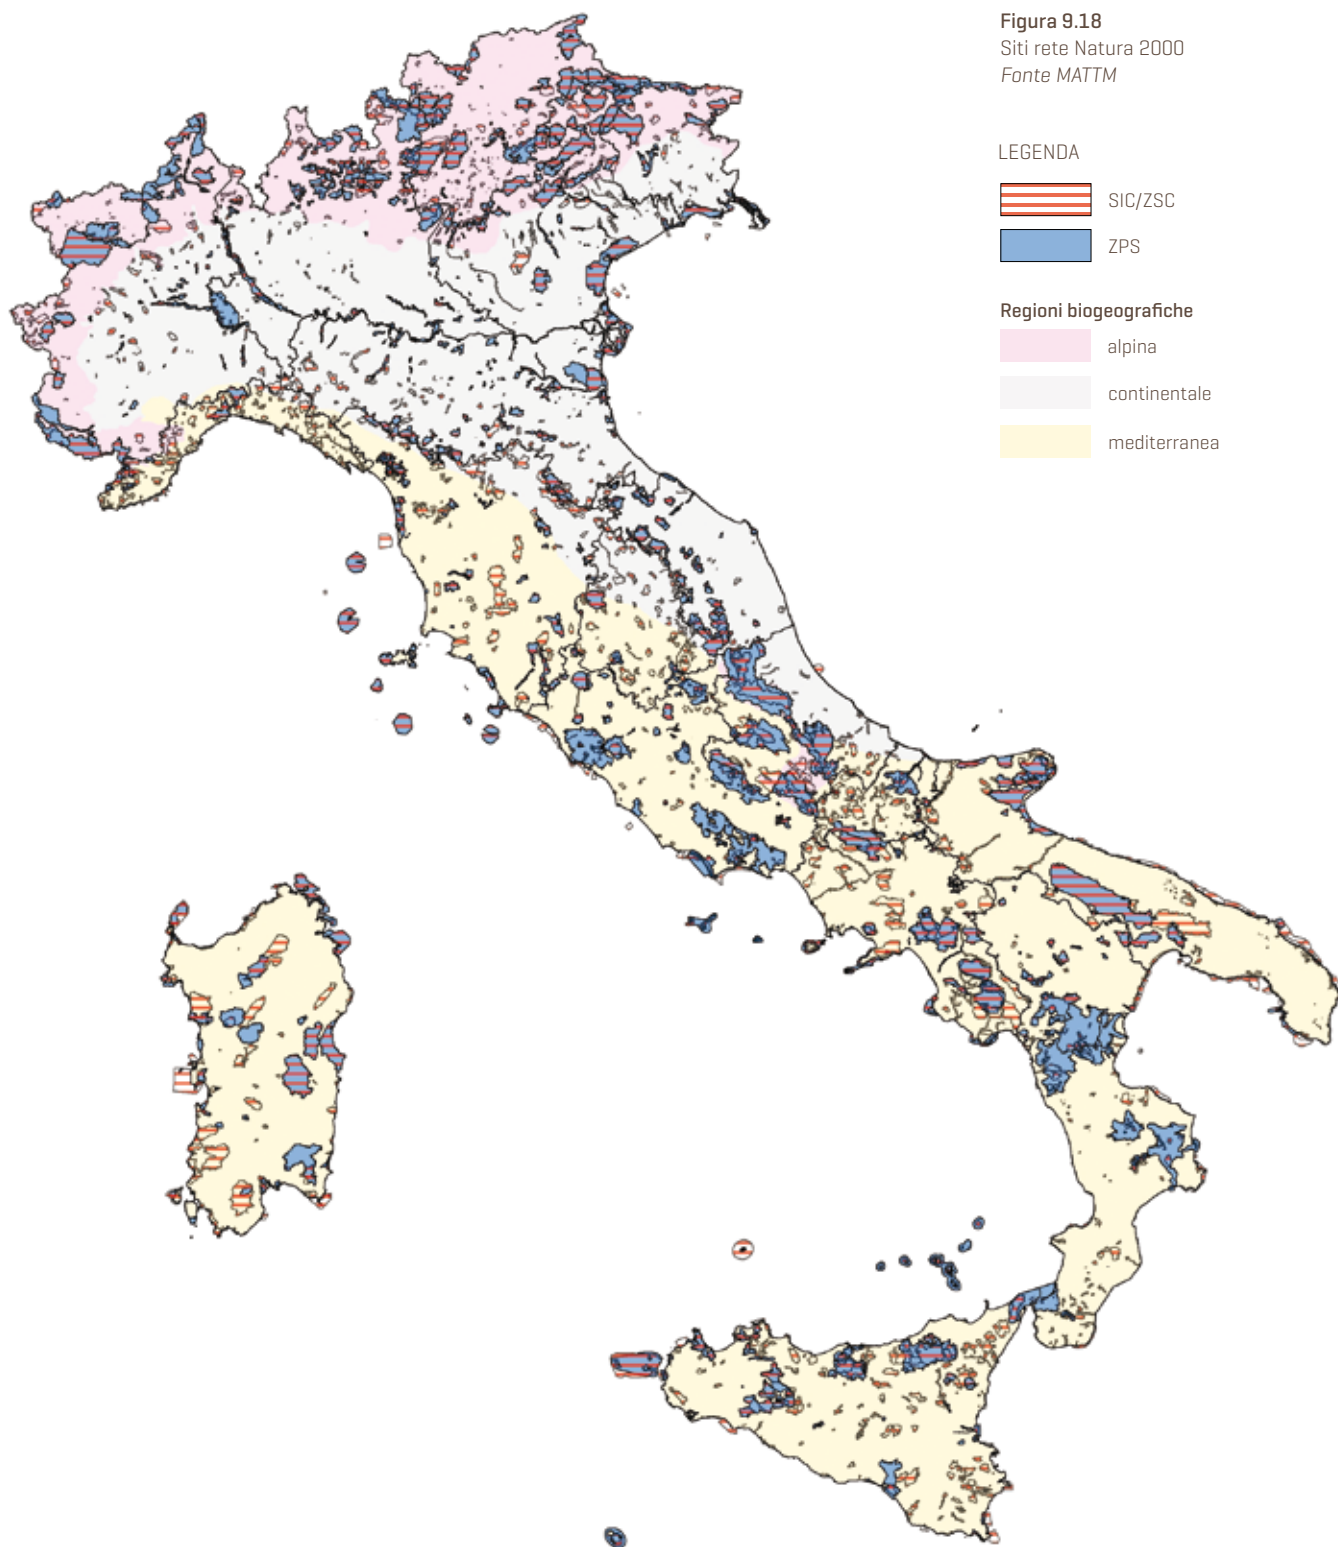 Figura 9.18
Siti rete Natura 2000
Fonte MATTM
LEGENDA
SIC/ZSC
ZPS
Regioni biogeografiche
alpina
continentale
mediterranea